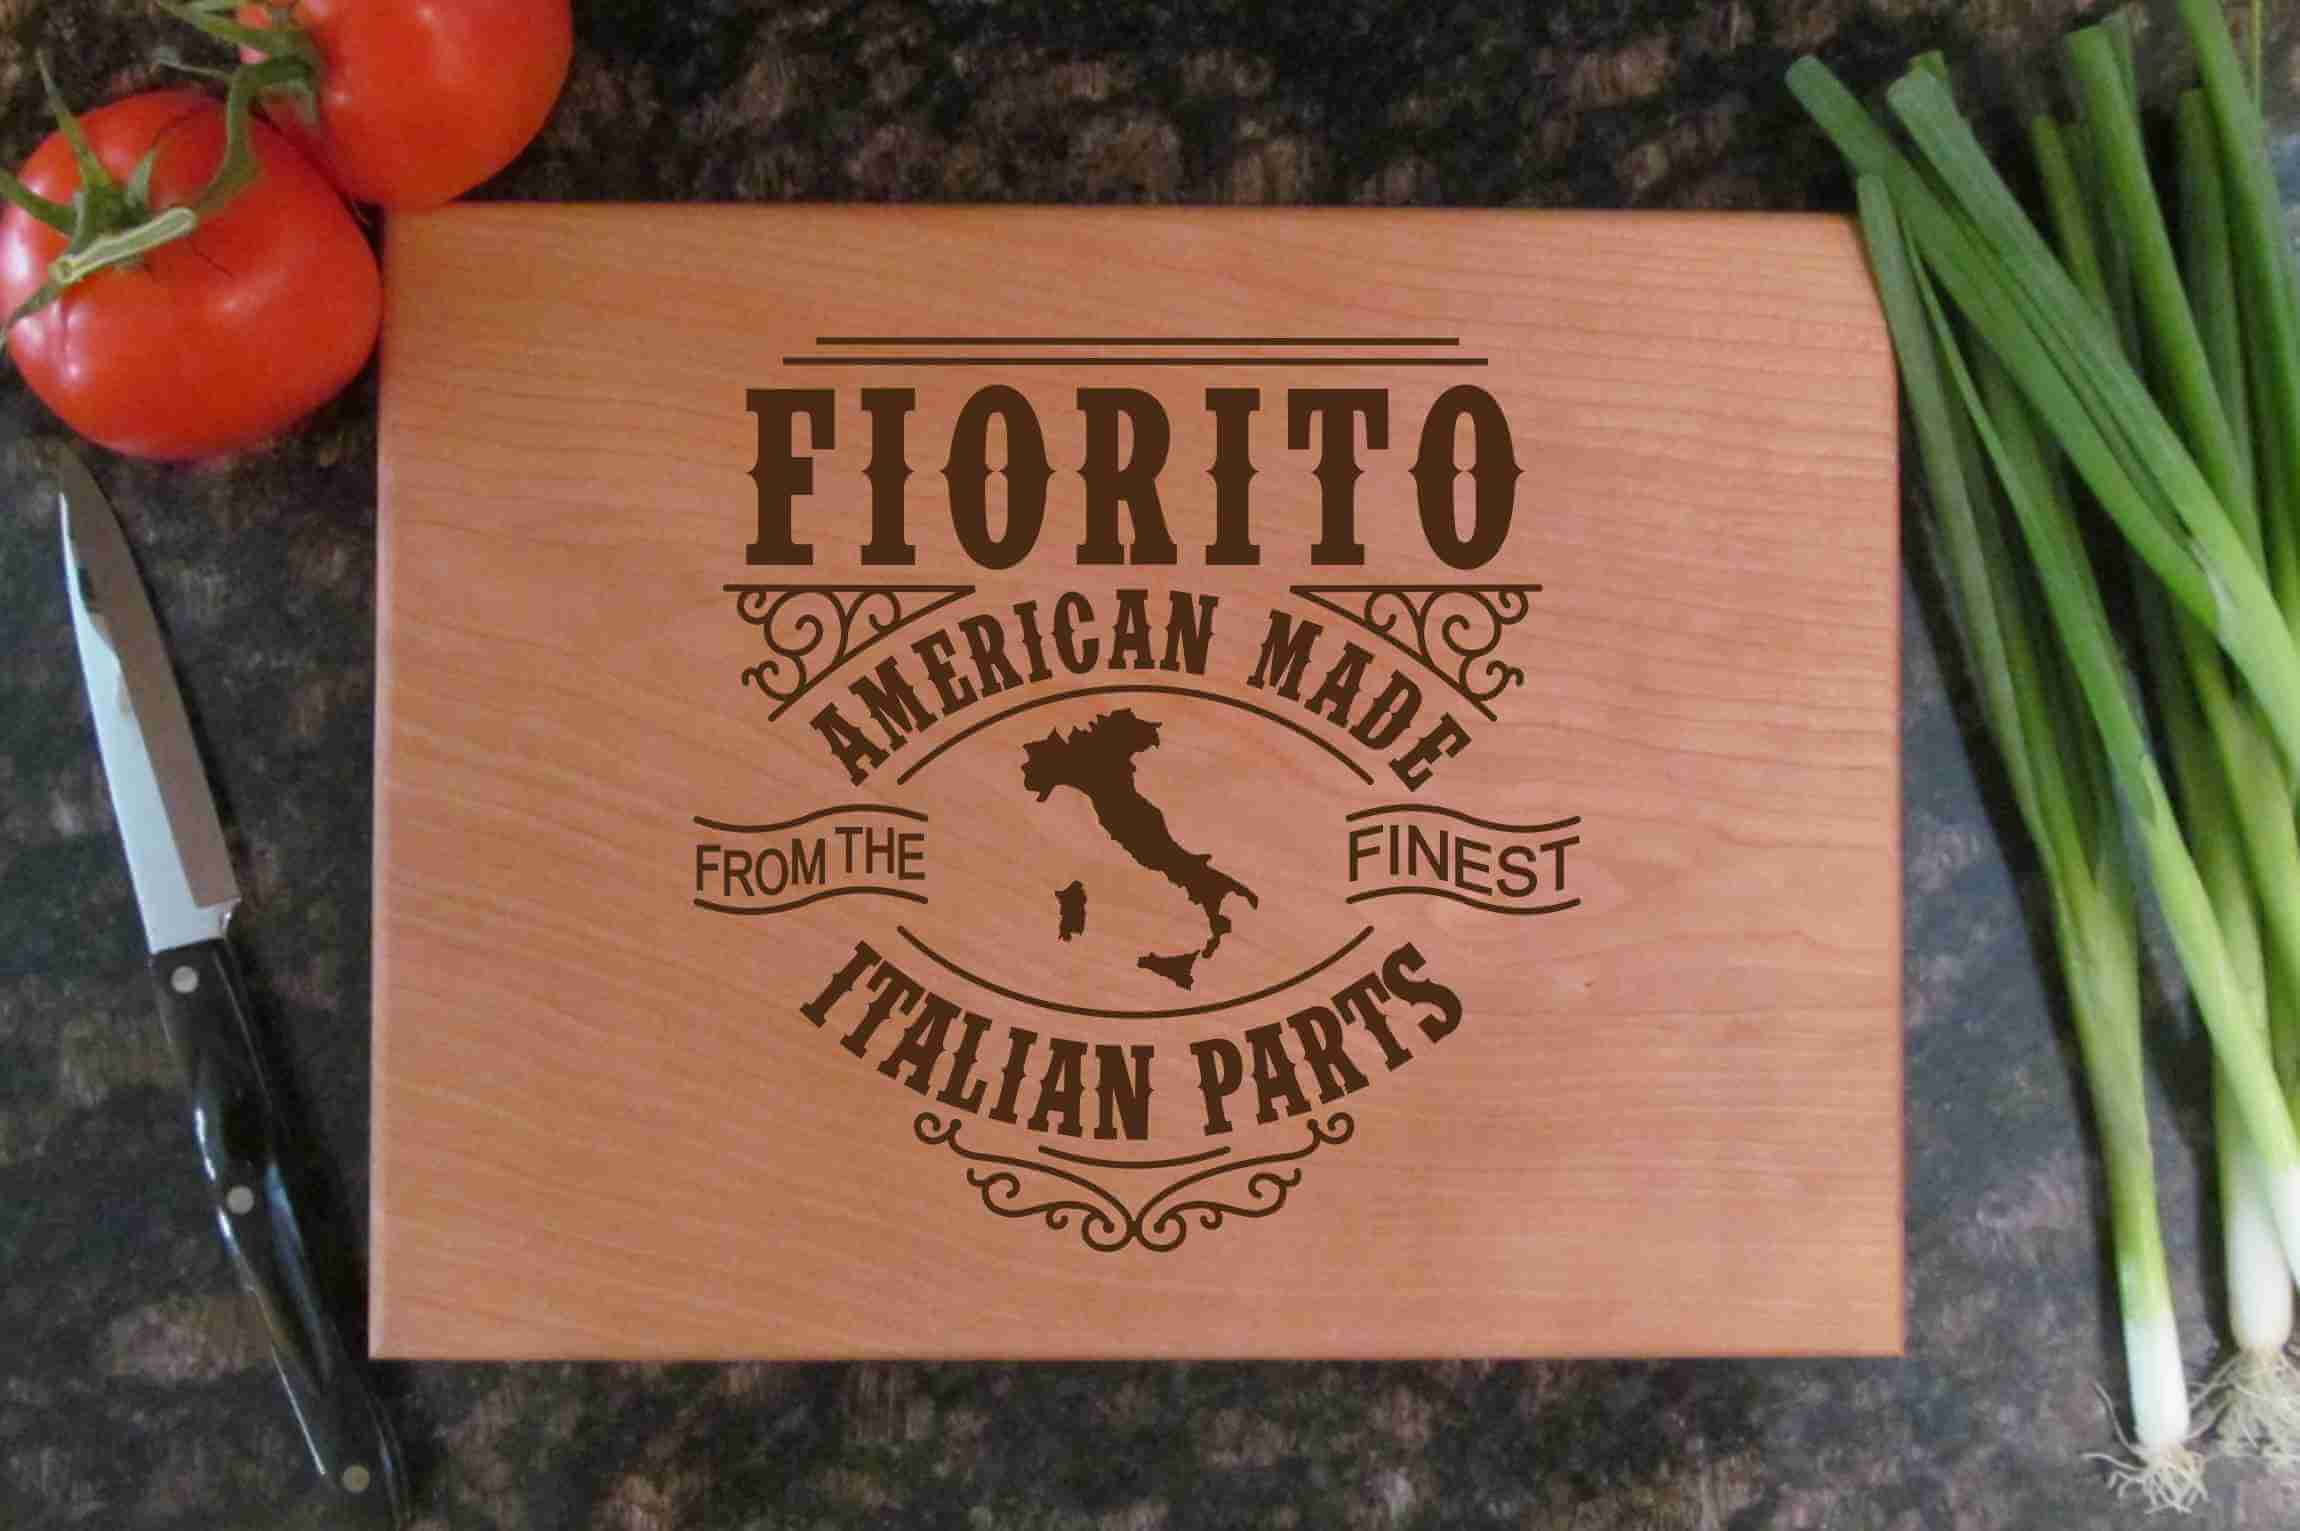 FIORITO
AMERICAN MADE
FROM THE
FINEST
ITALIAN PARTS